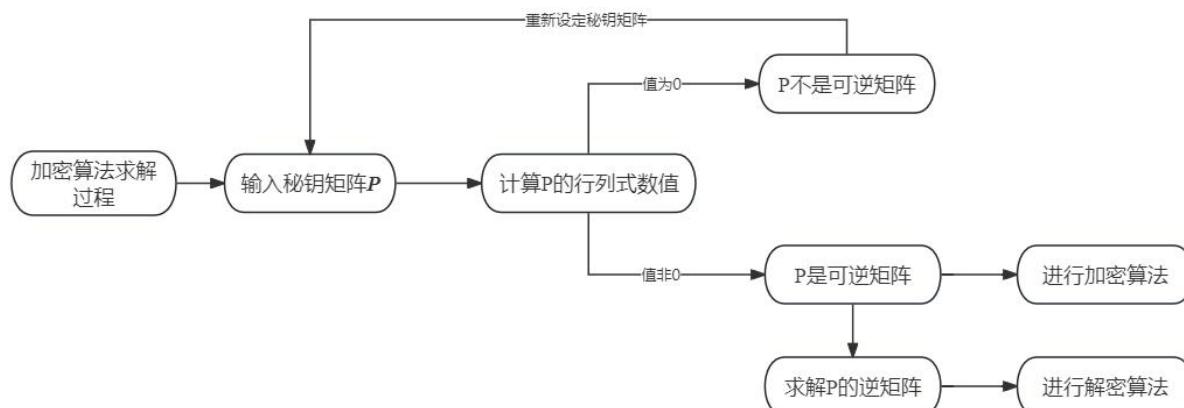 重新设定秘钥矩阵
值为0
P不是可逆矩阵
加密算法求解
过程
输入秘钥矩阵P
计算P的行列式数值
值非0
P是可逆矩阵
进行加密算法
求解P的逆矩阵
进行解密算法